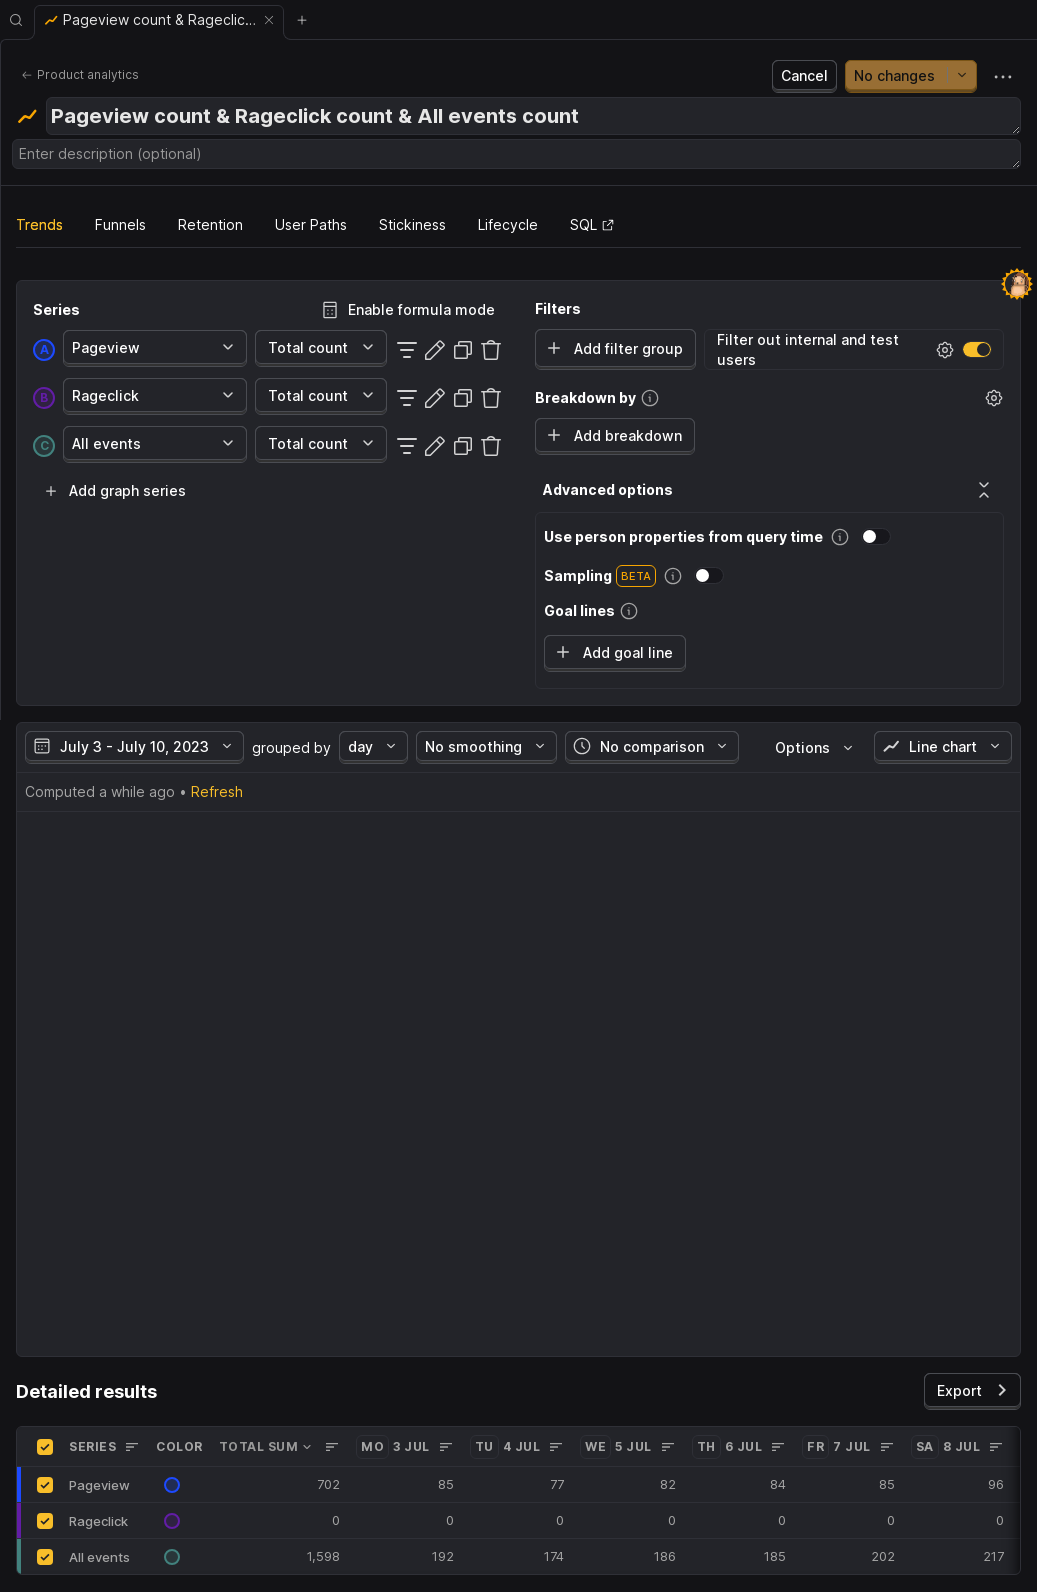 Pageview count & Rageclic...
Product analytics
Cancel
No changes
Pageview count & Rageclick count & All events count
Enter description (optional)
Trends
Funnels
Retention
User Paths
Stickiness
Lifecycle
SQL
Series
Enable formula mode
A
Pageview
Total count
B
Rageclick
Total count
C
All events
Total count
Add graph series
Filters
Add filter group
Filter out internal and test
users
Breakdown by
Add breakdown
Advanced options
Use person properties from query time
Sampling BETA
Goal lines
Add goal line
July 3 - July 10, 2023 grouped by day No smoothing No comparison Options Line chart
Computed a while ago • Refresh
Detailed results
Export
SERIES COLOR TOTAL SUM MO 3 JUL TU 4 JUL WE 5 JUL TH 6 JUL FR 7 JUL SA 8 JUL
Pageview 702 85 77 82 84 85 96
Rageclick 0 0 0 0 0 0 0
All events 1,598 192 174 186 185 202 217